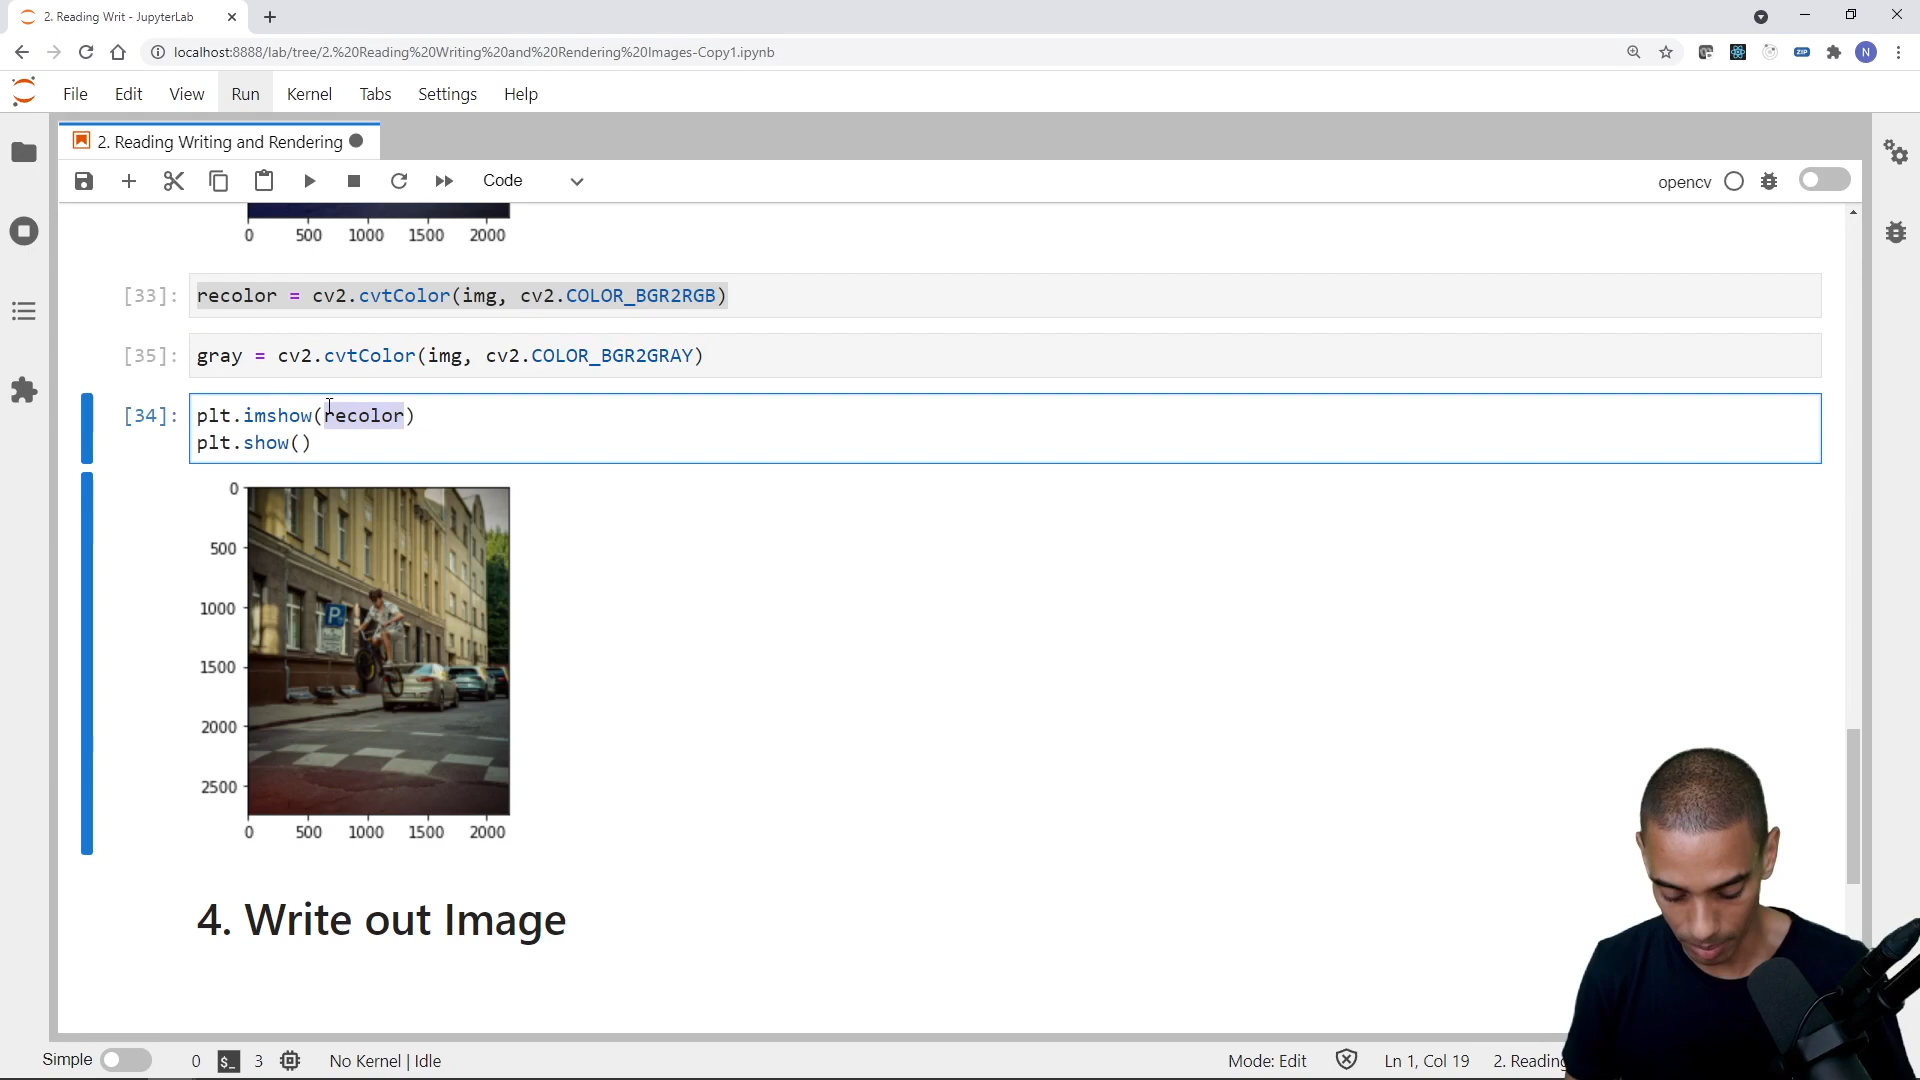 2. Reading Writ - JupyterLab
localhost:8888/lab/tree/2.%20Reading%20Writing%20and%20Rendering%20Images-Copy1.ipynb
ZIP
N
File Edit View Run Kernel Tabs Settings Help
2. Reading Writing and Rendering
Code
opencv
0 500 1000 1500 2000
[33]: recolor = cv2.cvtColor(img, cv2.COLOR_BGR2RGB)
[35]: gray = cv2.cvtColor(img, cv2.COLOR_BGR2GRAY)
[34]: plt.imshow(recolor)
plt.show()
0
500
P
1000
1500
2000
2500
0 500 1000 1500 2000
4. Write out Image
Simple 0 $_ 3 No Kernel | Idle Mode: Edit Ln 1, Col 19 2. Reading